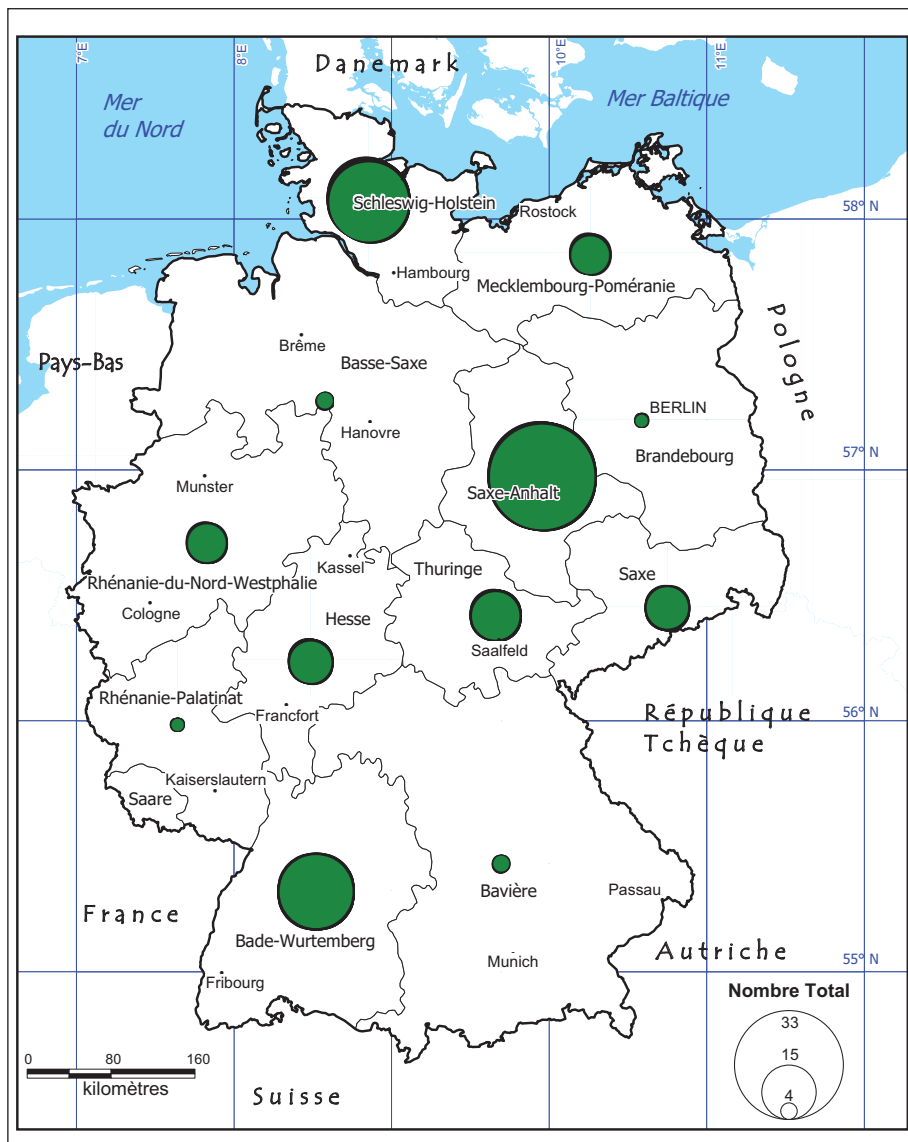 7°E
8°E
10°E
11°E
Danemark
Mer
du Nord
Mer Baltique
Schleswig-Holstein
Rostock
58° N
Hambourg
Mecklembourg-Poméranie
Pologne
Brême
Basse-Saxe
Pays-Bas
BERLIN
Hanovre
Brandebourg
57° N
Munster
Saxe-Anhalt
Kassel
Thuringe
Saxe
Rhénanie-du-Nord-Westphalie
Cologne
Hesse
Saalfeld
Rhénanie-Palatinat
Francfort
République
Tchèque
56° N
Kaiserslautern
Saare
Bavière
Passau
France
Bade-Wurtemberg
Autriche
Munich
55° N
Fribourg
Nombre Total
33
15
4
0 80 160
kilomètres
Suisse